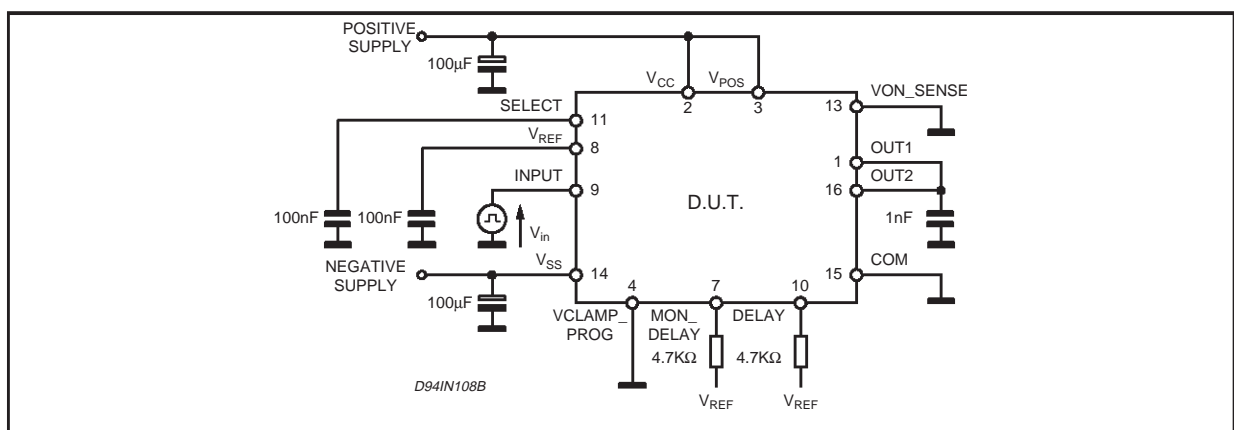 POSITIVE
SUPPLY
100µF
VCC
VPOS
2
3
SELECT
11
VREF
8
INPUT
9
Vin
100nF
100nF
NEGATIVE
SUPPLY
VSS
14
100µF
D.U.T.
13
VON_SENSE
OUT1
1
OUT2
16
1nF
COM
15
4
7
10
VCLAMP_
PROG
MON_
DELAY
DELAY
4.7KΩ
4.7KΩ
VREF
VREF
D94IN108B